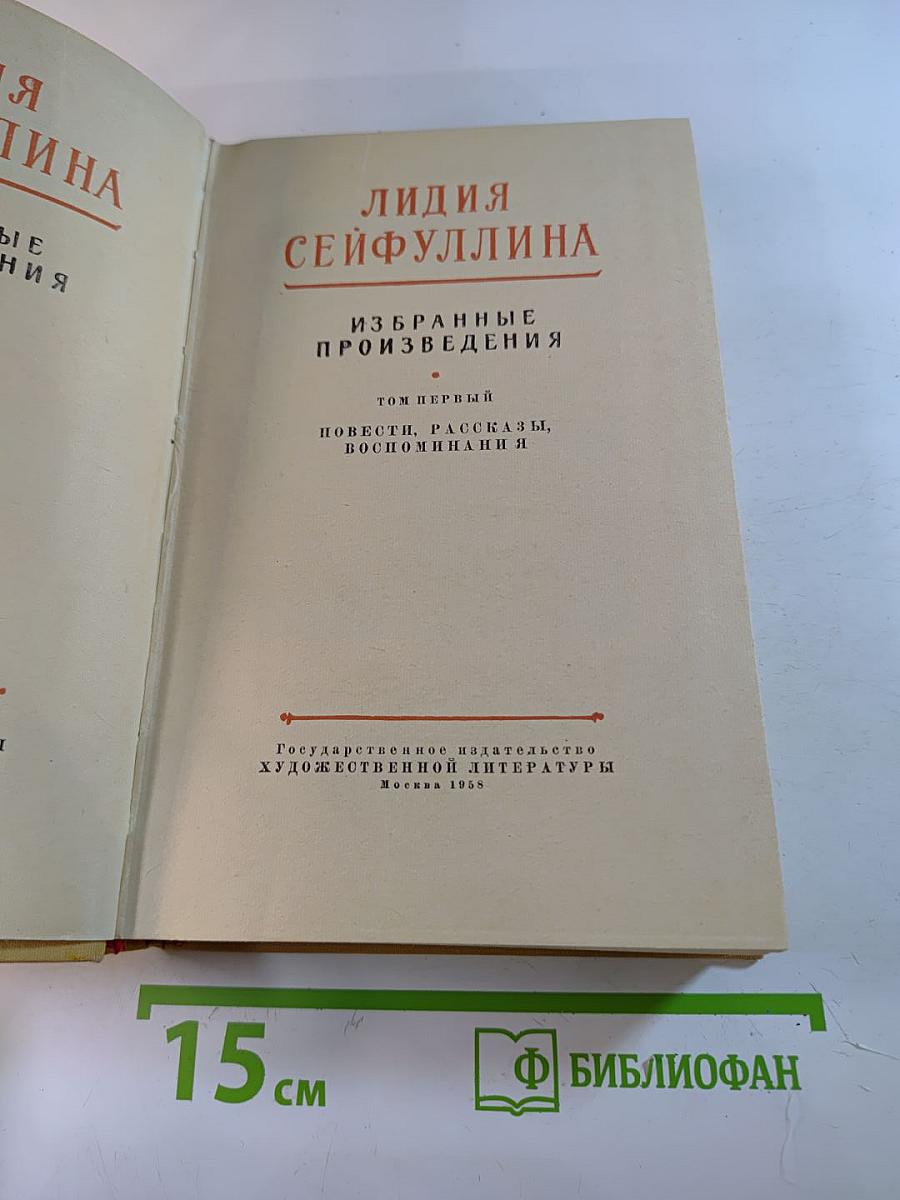 ЛИДИЯ
СЕЙФУЛЛИНА
ИЗБРАННЫЕ
ПРОИЗВЕДЕНИЯ
ТОМ ПЕРВЫЙ
ПОВЕСТИ, РАССКАЗЫ,
ВОСПОМИНАНИЯ
Государственное издательство
ХУДОЖЕСТВЕННОЙ ЛИТЕРАТУРЫ
Москва 1958
15 см
Ф БИБЛИОФАН